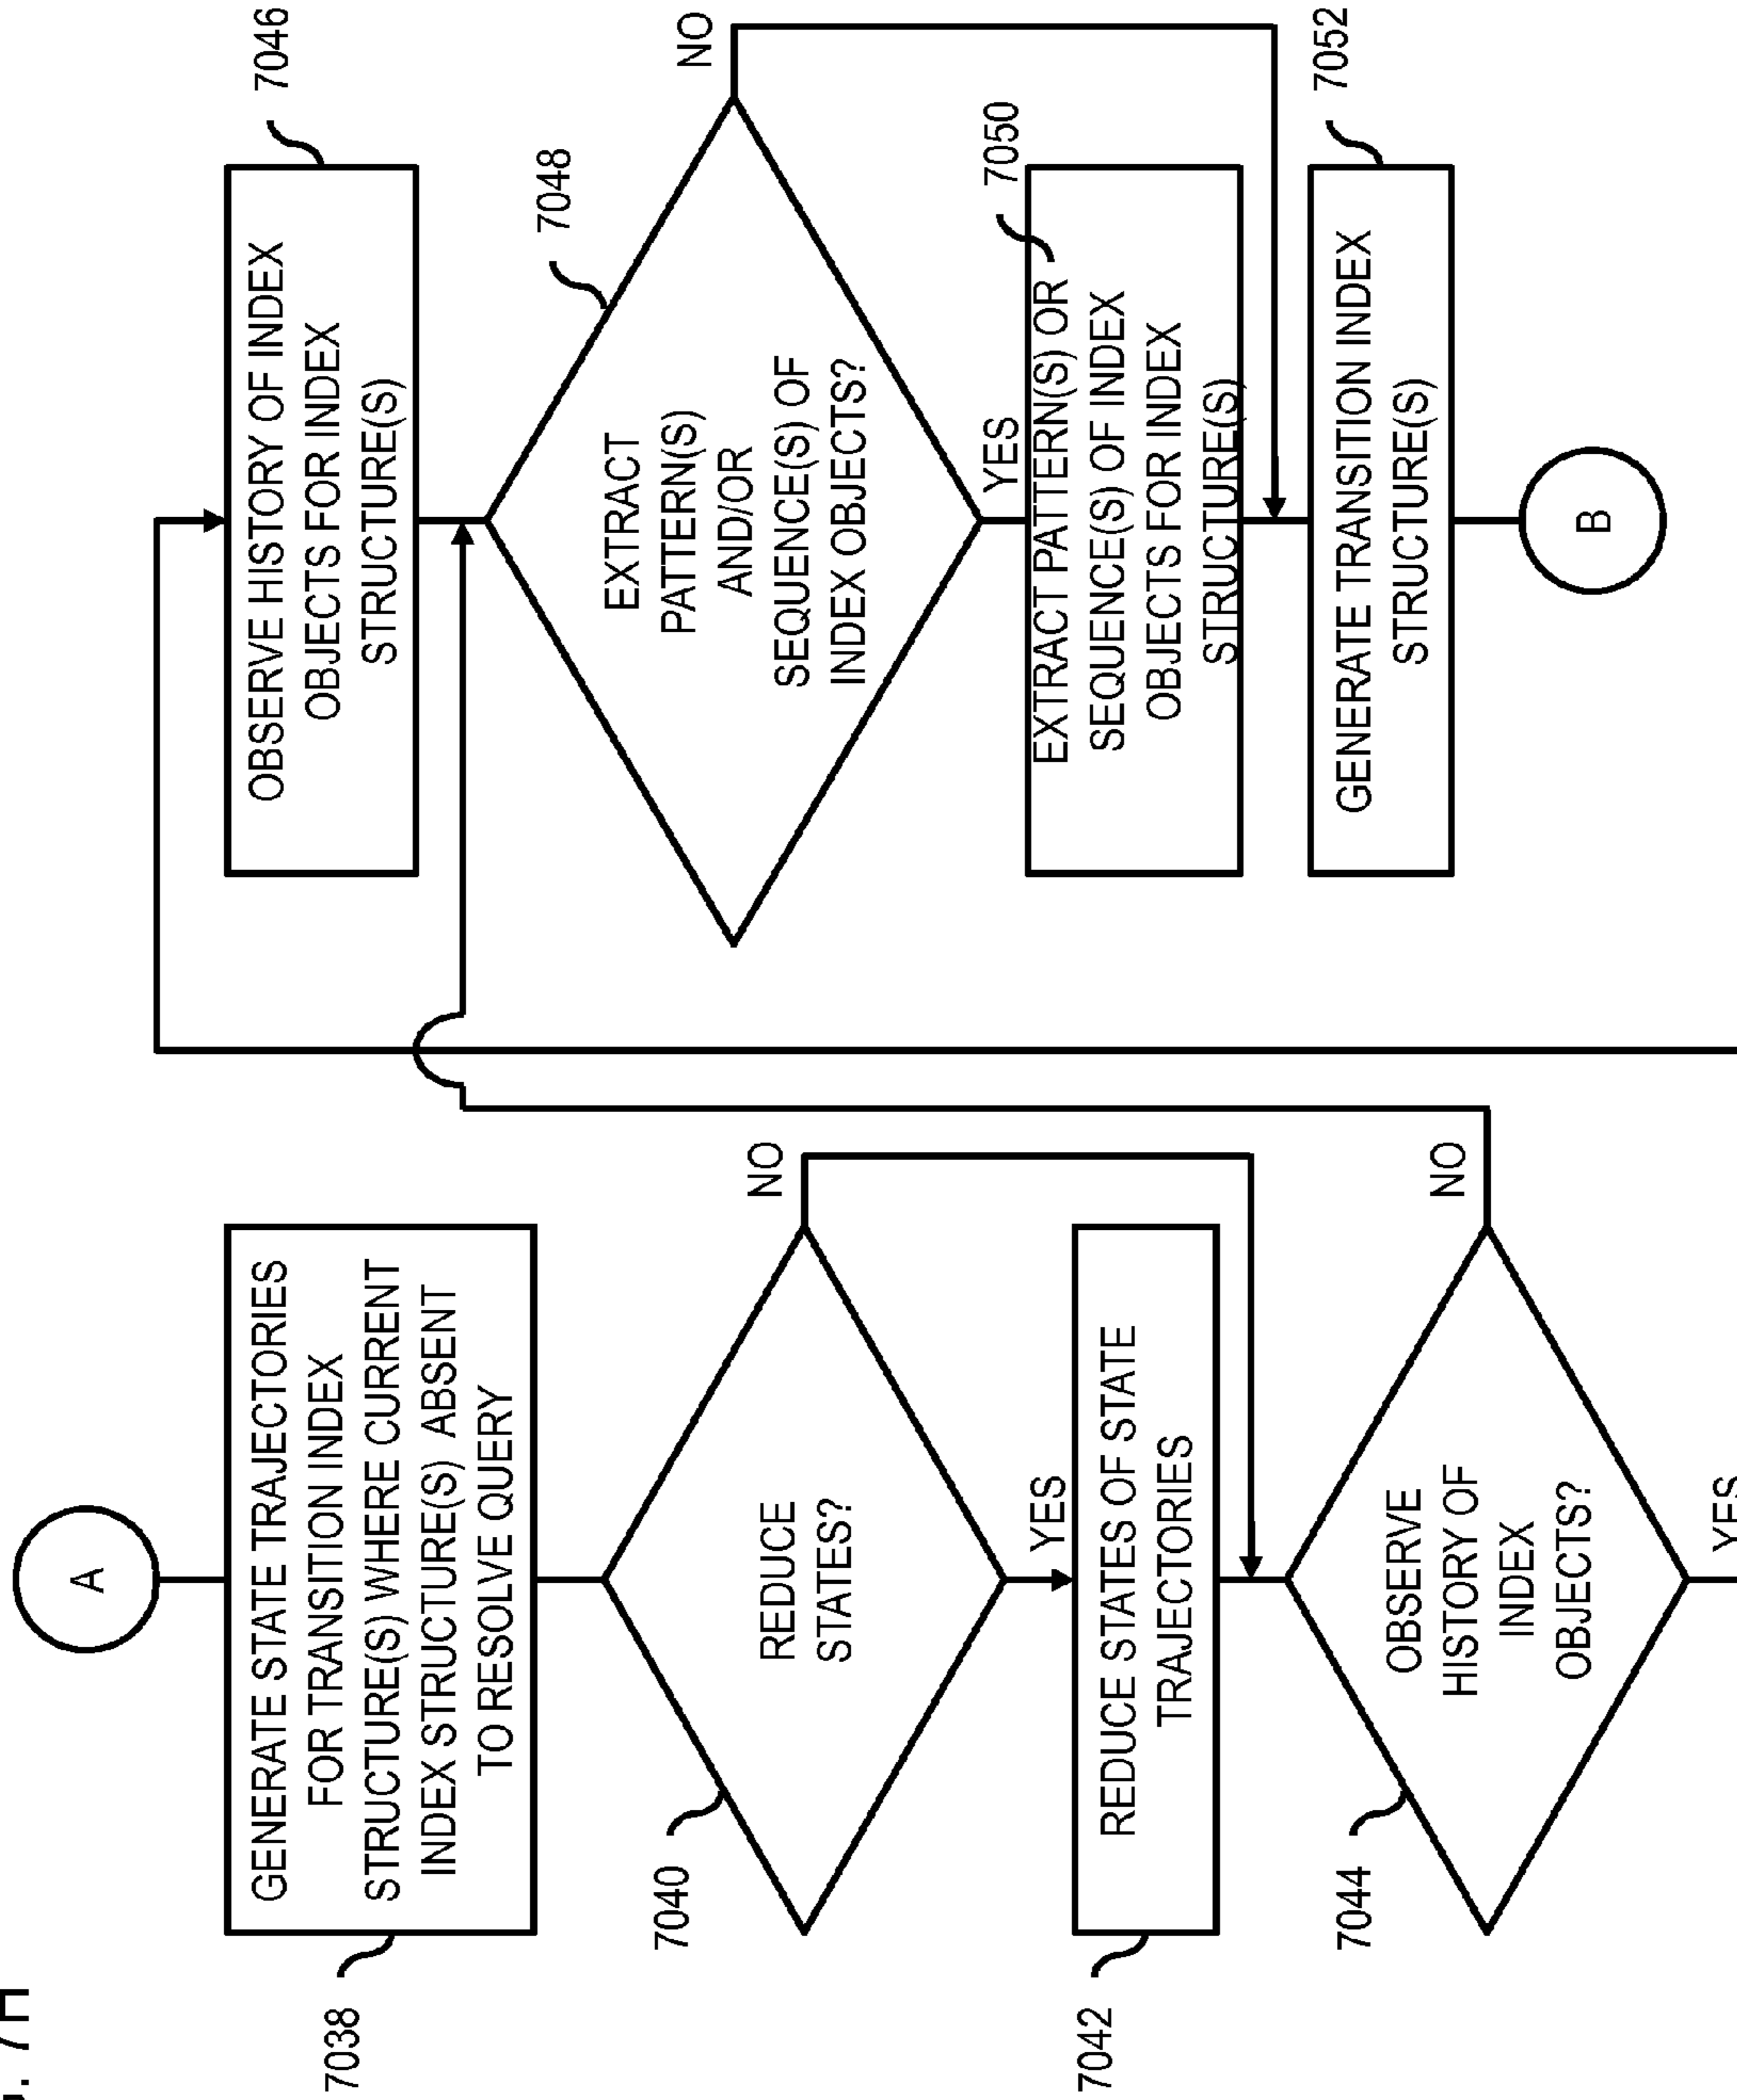 A
7038
GENERATE STATE TRAJECTORIES
FOR TRANSITION INDEX
STRUCTURE(S) WHERE CURRENT
INDEX STRUCTURE(S) ABSENT
TO RESOLVE QUERY
7040
REDUCE
STATES?
NO
YES
7042
REDUCE STATES OF STATE
TRAJECTORIES
7044
OBSERVE
HISTORY OF
INDEX
OBJECTS?
NO
YES
7046
OBSERVE HISTORY OF INDEX
OBJECTS FOR INDEX
STRUCTURE(S)
7048
EXTRACT
PATTERN(S)
AND/OR
SEQUENCE(S) OF
INDEX OBJECTS?
NO
YES
7050
EXTRACT PATTERN(S) OR
SEQUENCE(S) OF INDEX
OBJECTS FOR INDEX
STRUCTURE(S)
7052
GENERATE TRANSITION INDEX
STRUCTURE(S)
B